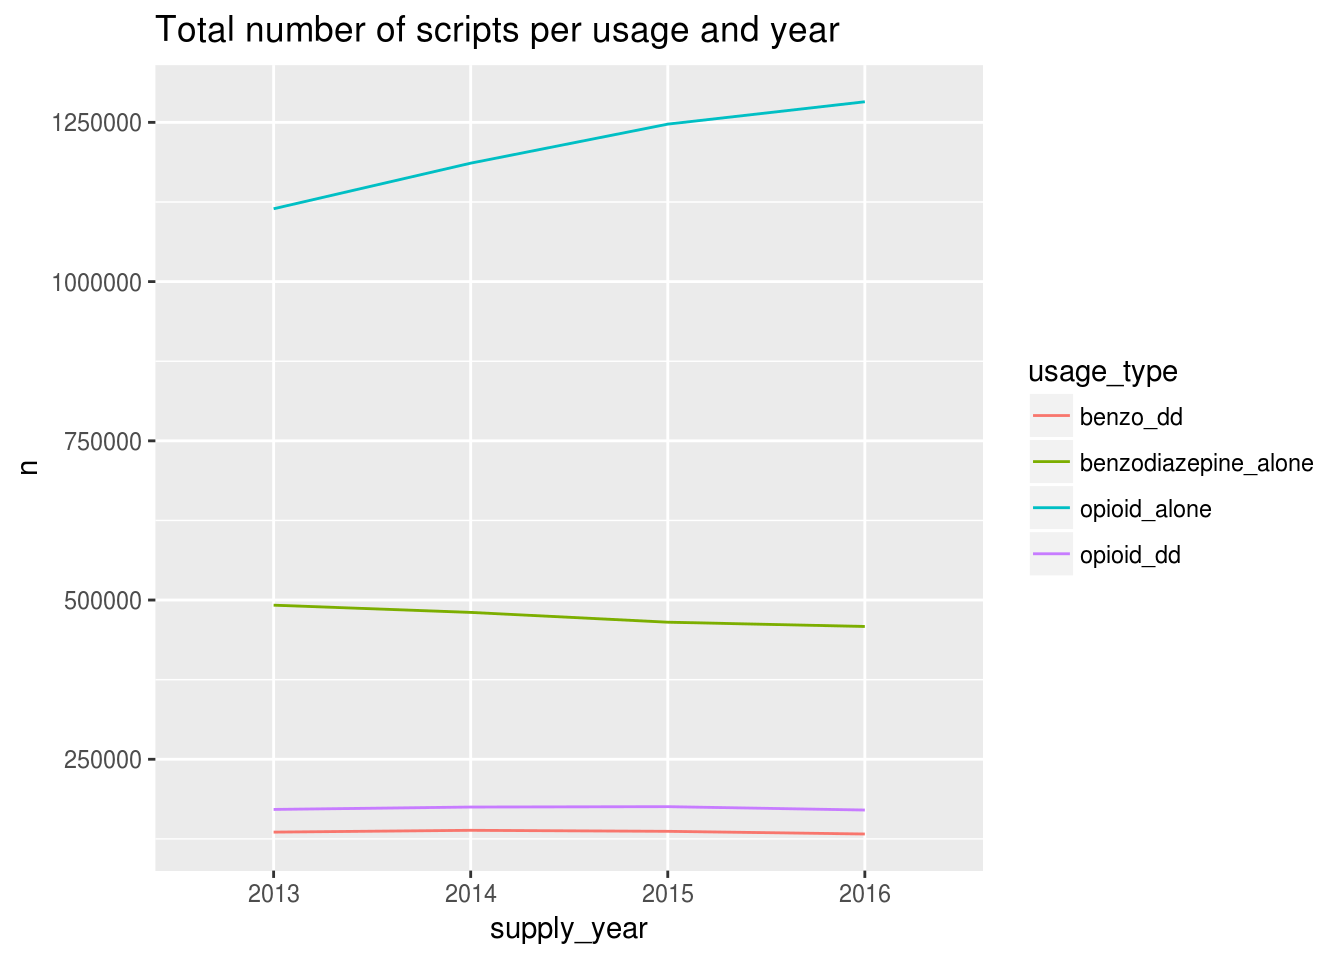 Total number of scripts per usage and year
1250000
1000000
750000
500000
250000
n
2013 2014 2015 2016
supply_year
usage_type
benzo_dd
benzodiazepine_alone
opioid_alone
opioid_dd